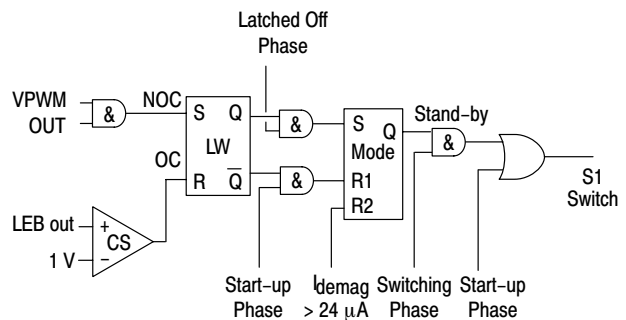 Latched Off
Phase
VPWM
OUT
&
NOC
S
Q
LW
OC
R
Q
&
&
S
Q
Mode
R1
R2
Stand-by
&
S1
Switch
LEB out
+
CS
1 V
−
Start-up
Phase
Idemag
> 24 μA
Switching
Phase
Start-up
Phase